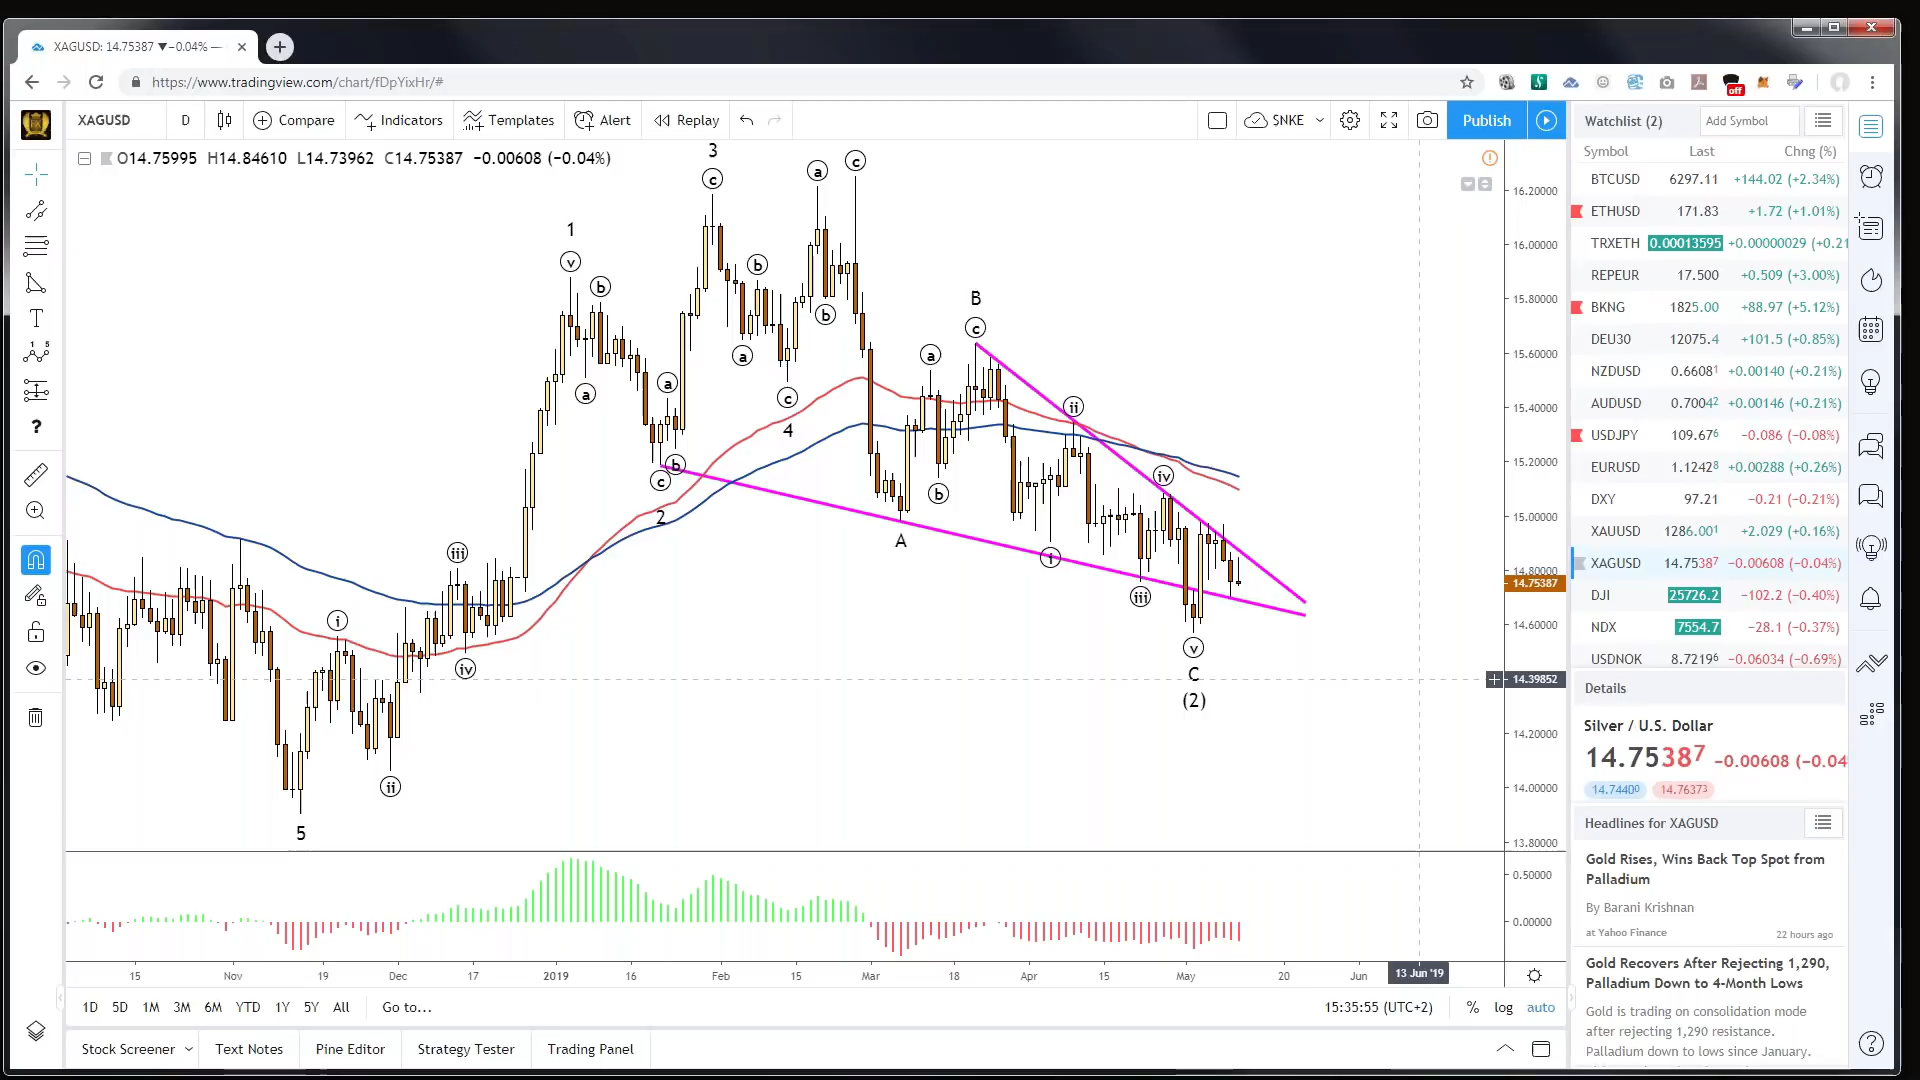 XAGUSD: 14.75387 ▼−0.04% —
https://www.tradingview.com/chart/fDpYixHr/#
off
XAGUSD D Compare Indicators Templates Alert Replay $NKE Publish
O14.75995 H14.84610 L14.73962 C14.75387 −0.00608 (−0.04%)
3
c
a
c
1
v
b
b
a
b
a
c
4
a
c
b
2
B
c
a
b
A
ii
i
iv
iii
v
C
(2)
iii
iv
i
ii
5
16.20000
16.00000
15.80000
15.60000
15.40000
15.20000
15.00000
14.80000
14.75387
14.60000
14.39852
14.20000
14.00000
13.80000
0.50000
0.00000
15 Nov 19 Dec 17 2019 16 Feb 15 Mar 18 Apr 15 May 20 Jun 13 Jun '19
1D 5D 1M 3M 6M YTD 1Y 5Y All Go to... 15:35:55 (UTC+2) % log auto
Stock Screener Text Notes Pine Editor Strategy Tester Trading Panel
Watchlist (2) Add Symbol
Symbol Last Chng (%)
BTCUSD 6297.11 +144.02 (+2.34%)
ETHUSD 171.83 +1.72 (+1.01%)
TRXETH 0.00013595 +0.00000029 (+0.21
REPEUR 17.500 +0.509 (+3.00%)
BKNG 1825.00 +88.97 (+5.12%)
DEU30 12075.4 +101.5 (+0.85%)
NZDUSD 0.66081 +0.00140 (+0.21%)
AUDUSD 0.70042 +0.00146 (+0.21%)
USDJPY 109.676 −0.086 (−0.08%)
EURUSD 1.12428 +0.00288 (+0.26%)
DXY 97.21 −0.21 (−0.21%)
XAUUSD 1286.001 +2.029 (+0.16%)
XAGUSD 14.75387 −0.00608 (−0.04%)
DJI 25726.2 −102.2 (−0.40%)
NDX 7554.7 −28.1 (−0.37%)
USDNOK 8.72196 −0.06034 (−0.69%)
Details
Silver / U.S. Dollar
14.75387 −0.00608 (−0.04
14.74400 14.76373
Headlines for XAGUSD
Gold Rises, Wins Back Top Spot from
Palladium
By Barani Krishnan
at Yahoo Finance 22 hours ago
Gold Recovers After Rejecting 1,290,
Palladium Down to 4-Month Lows
Gold is trading on consolidation mode
after rejecting 1,290 resistance.
Palladium down to lows since January.